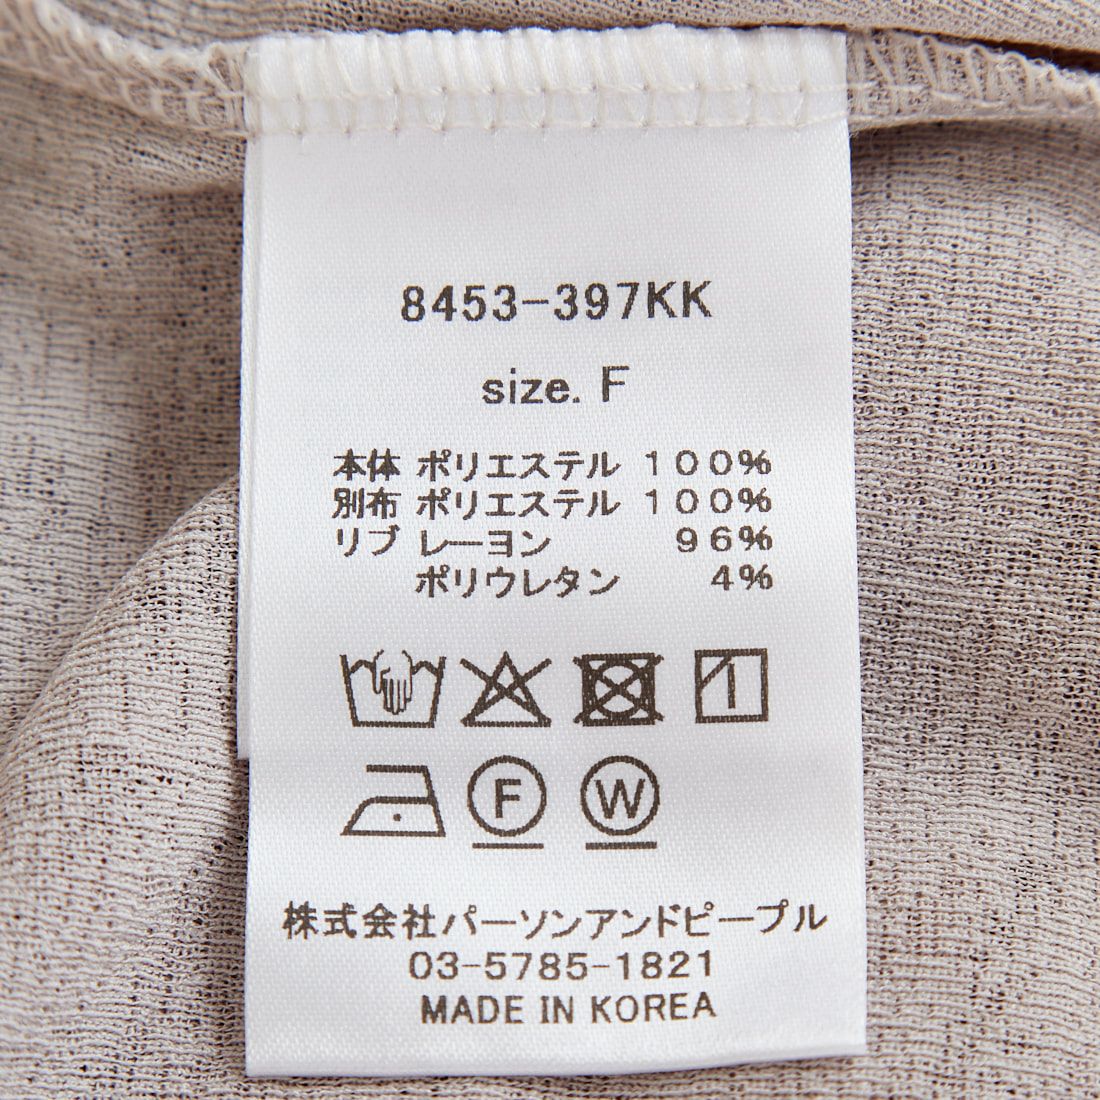 8453-397KK
size. F
本体 ポリエステル 100%
別布 ポリエステル 100%
リブ レーヨン 96%
ポリウレタン 4%
F W
株式会社パーソンアンドピープル
03-5785-1821
MADE IN KOREA